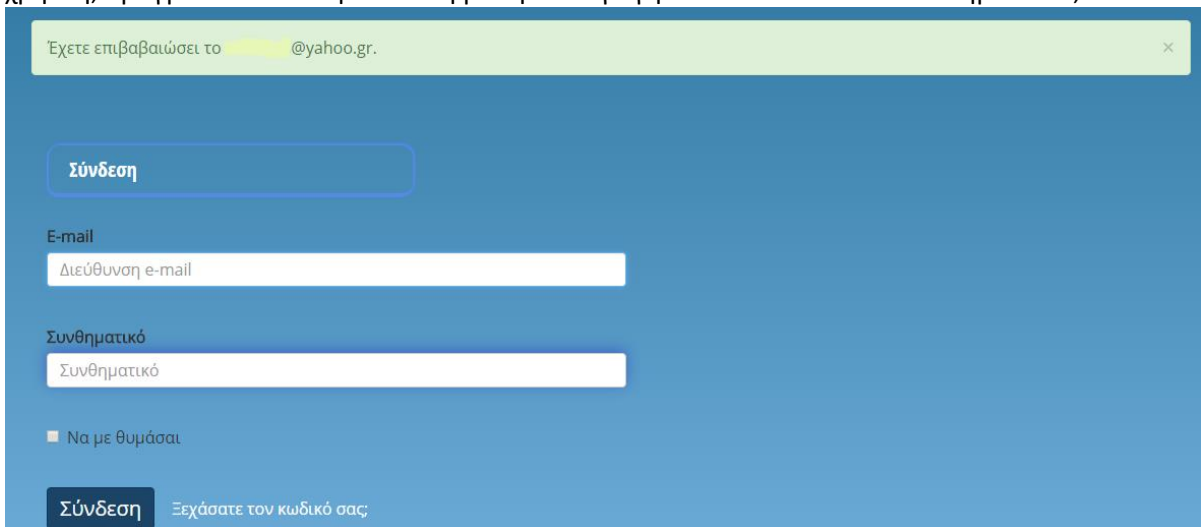 Έχετε επιβαβαιώσει το @yahoo.gr.
×
Σύνδεση
E-mail
Διεύθυνση e-mail
Συνθηματικό
Συνθηματικό
Να με θυμάσαι
Σύνδεση Ξεχάσατε τον κωδικό σας;